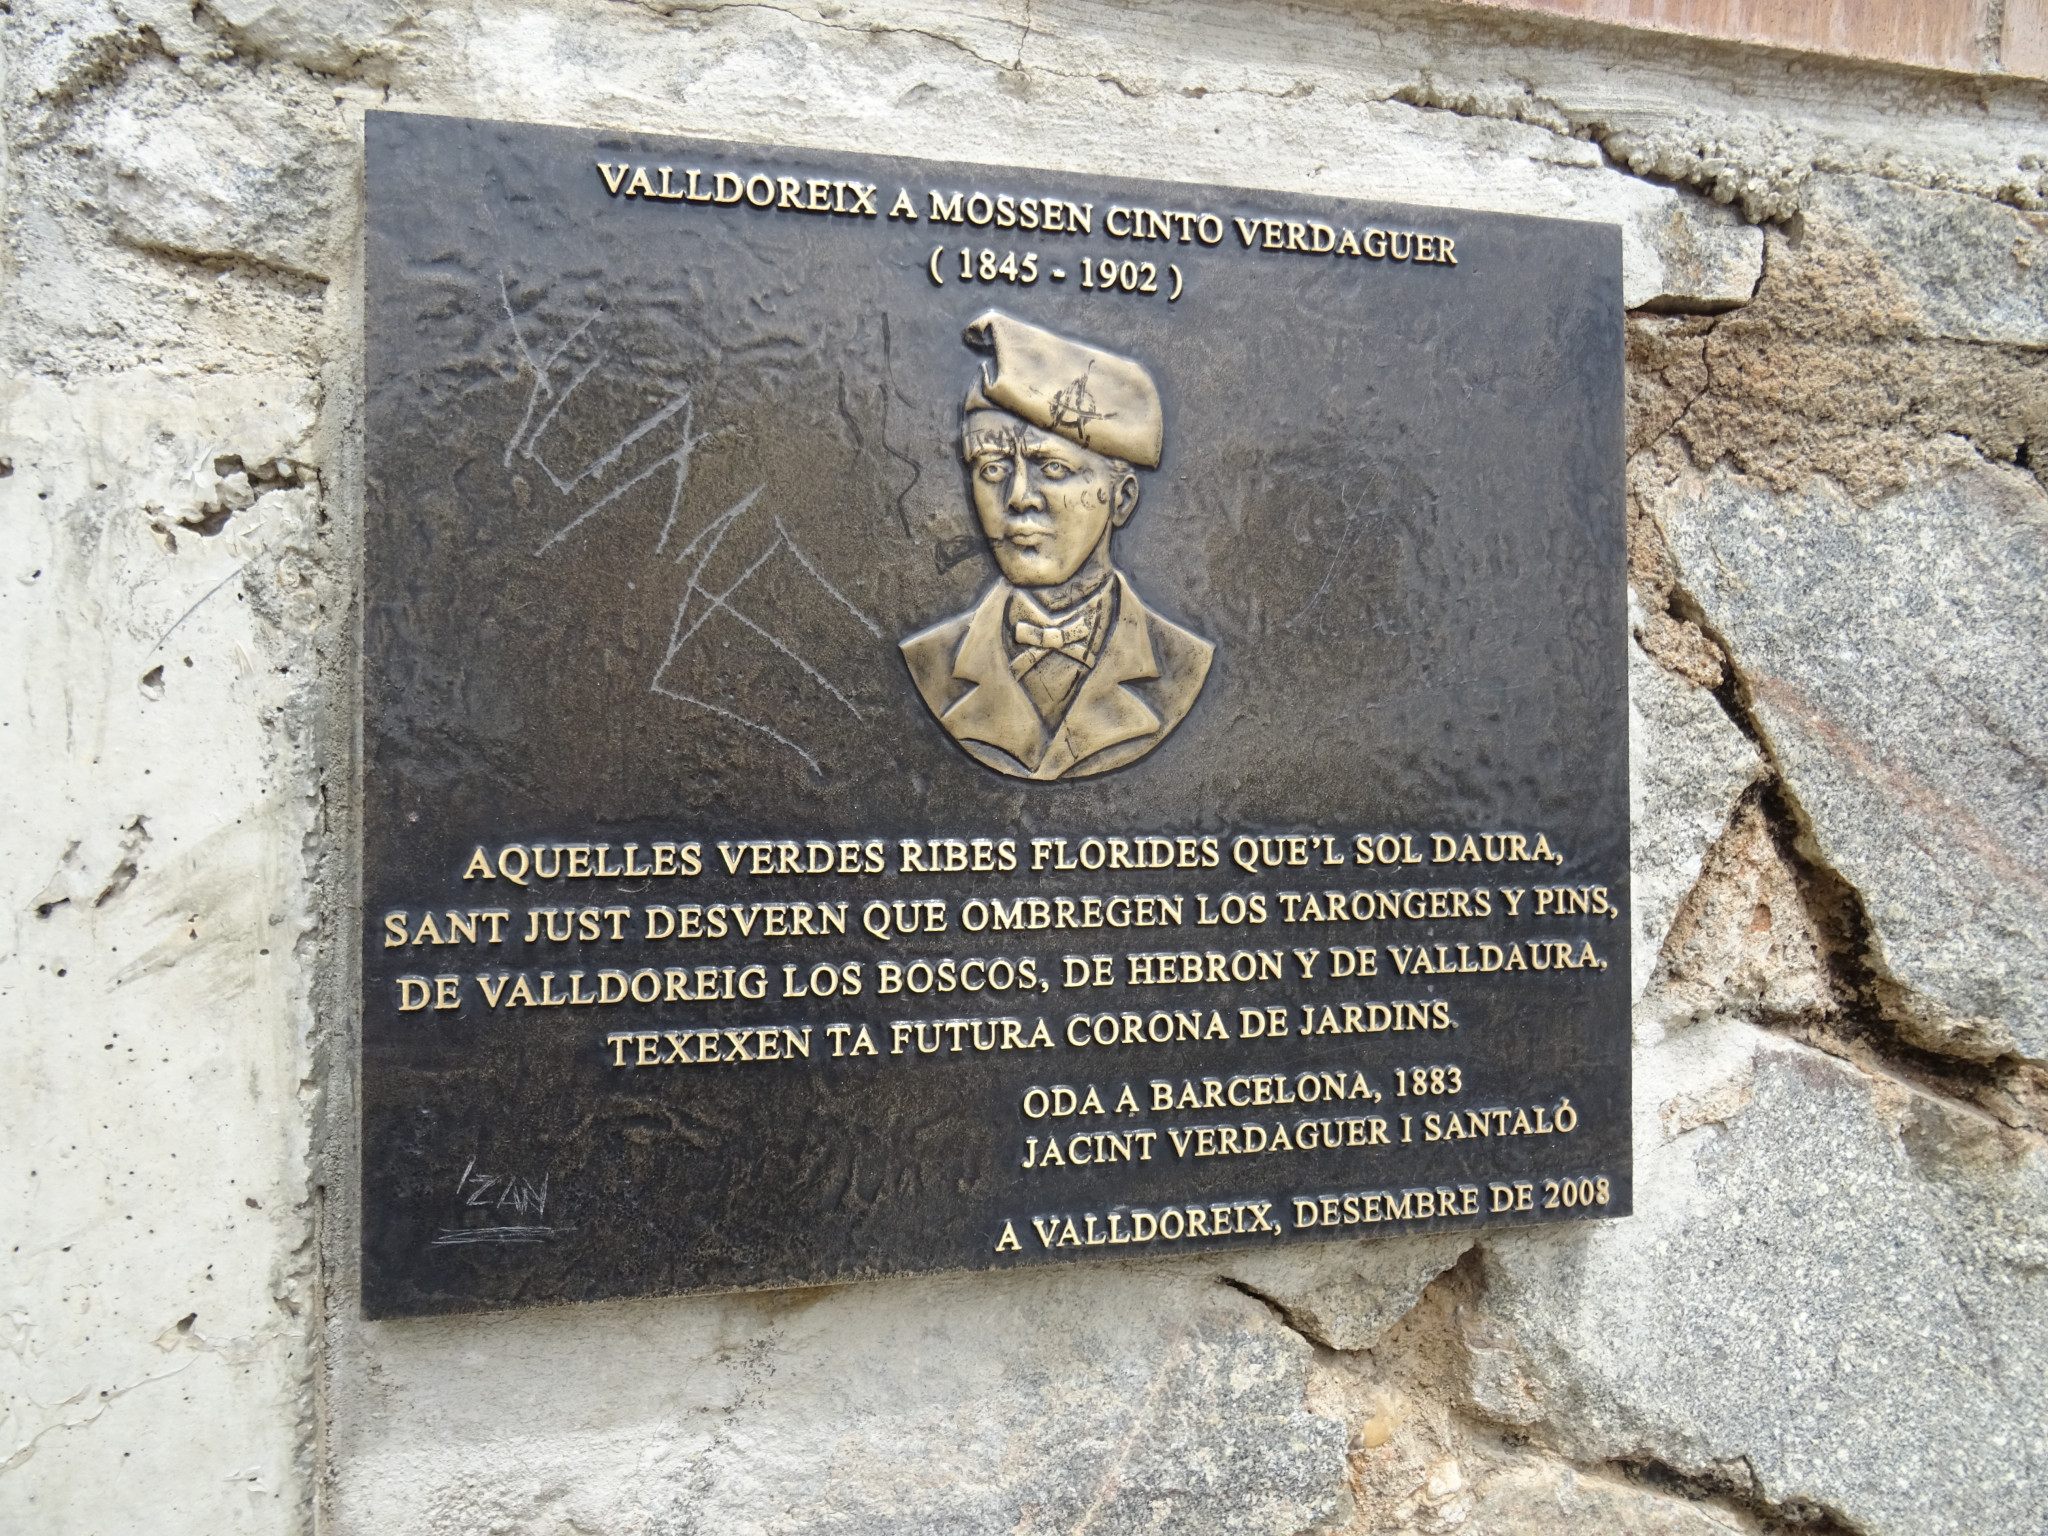 VALLDOREIX A MOSSEN CINTO VERDAGUER
( 1845 - 1902 )
AQUELLES VERDES RIBES FLORIDES QUE'L SOL DAURA,
SANT JUST DESVERN QUE OMBREGEN LOS TARONGERS Y PINS,
DE VALLDOREIG LOS BOSCOS, DE HEBRON Y DE VALLDAURA,
TEXEXEN TA FUTURA CORONA DE JARDINS.
ODA A BARCELONA, 1883
JACINT VERDAGUER I SANTALÓ
A VALLDOREIX, DESEMBRE DE 2008
IZAN